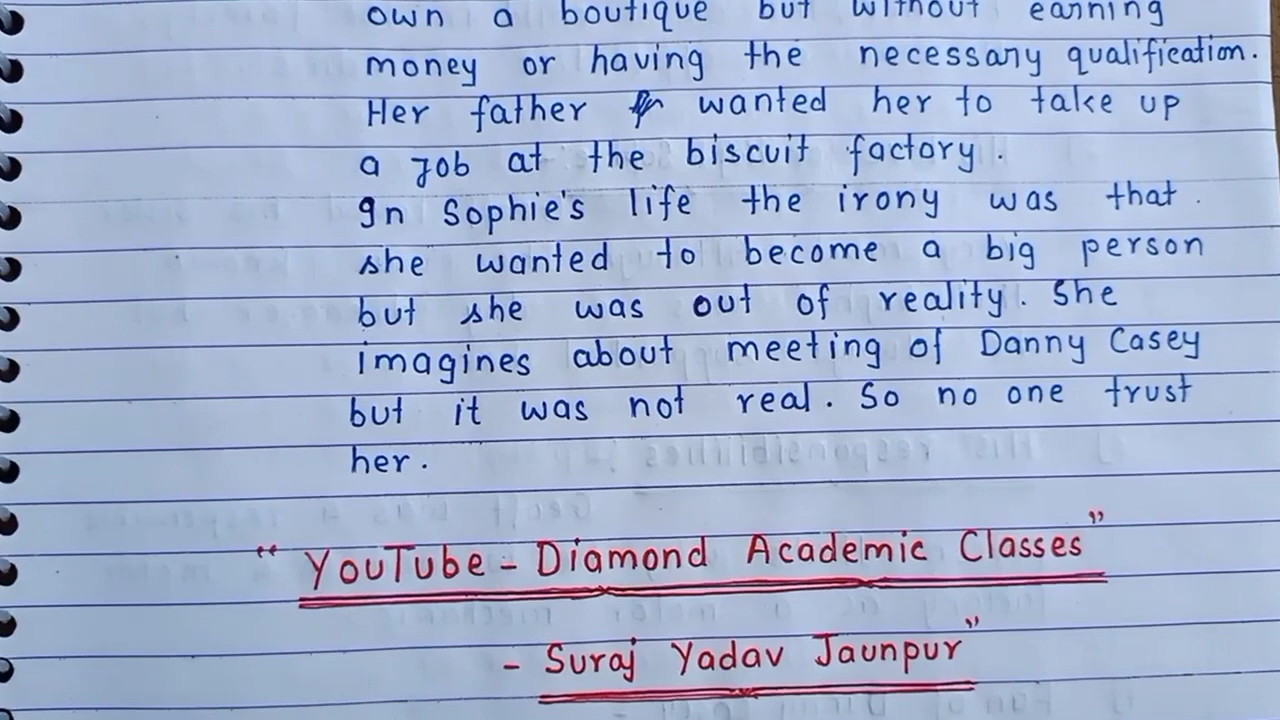 own a boutique but without earning
money or having the necessary qualification.
Her father wanted her to take up
a job at the biscuit factory.
In Sophie's life the irony was that.
she wanted to become a big person
but she was out of reality. She
imagines about meeting of Danny Casey
but it was not real. So no one trust
her.
"YouTube - Diamond Academic Classes"
- Suraj Yadav Jaunpur"